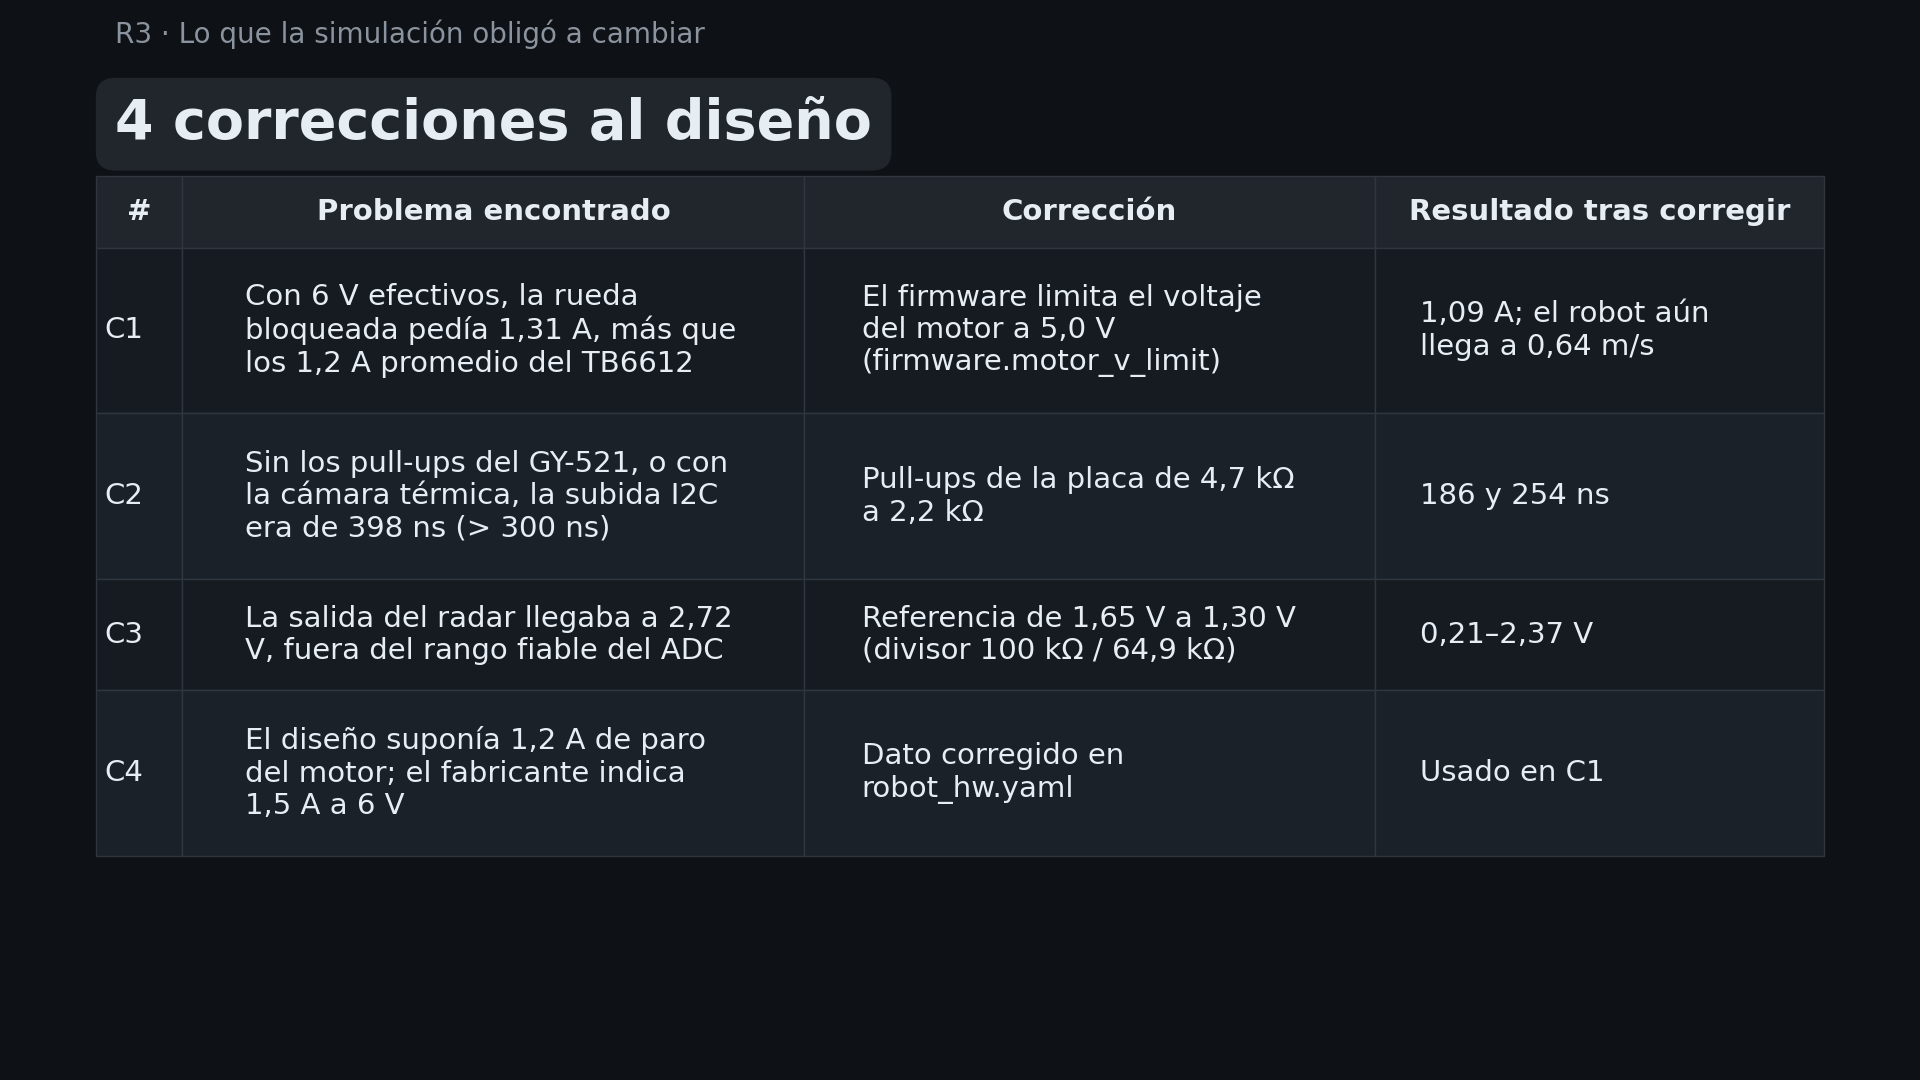 R3 · Lo que la simulación obligó a cambiar
4 correcciones al diseño
# Problema encontrado Corrección Resultado tras corregir
C1
Con 6 V efectivos, la rueda
bloqueada pedía 1,31 A, más que
los 1,2 A promedio del TB6612
El firmware limita el voltaje
del motor a 5,0 V
(firmware.motor_v_limit)
1,09 A; el robot aún
llega a 0,64 m/s
C2
Sin los pull-ups del GY-521, o con
la cámara térmica, la subida I2C
era de 398 ns (> 300 ns)
Pull-ups de la placa de 4,7 kΩ
a 2,2 kΩ
186 y 254 ns
C3
La salida del radar llegaba a 2,72
V, fuera del rango fiable del ADC
Referencia de 1,65 V a 1,30 V
(divisor 100 kΩ / 64,9 kΩ)
0,21–2,37 V
C4
El diseño suponía 1,2 A de paro
del motor; el fabricante indica
1,5 A a 6 V
Dato corregido en
robot_hw.yaml
Usado en C1